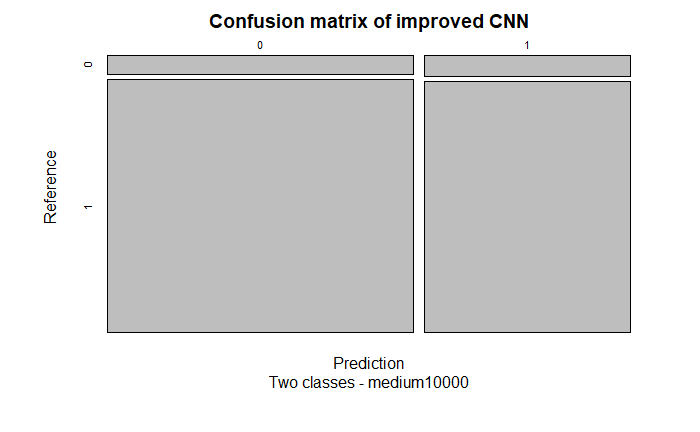 Confusion matrix of improved CNN
0 1
0
Reference
1
Prediction
Two classes - medium10000